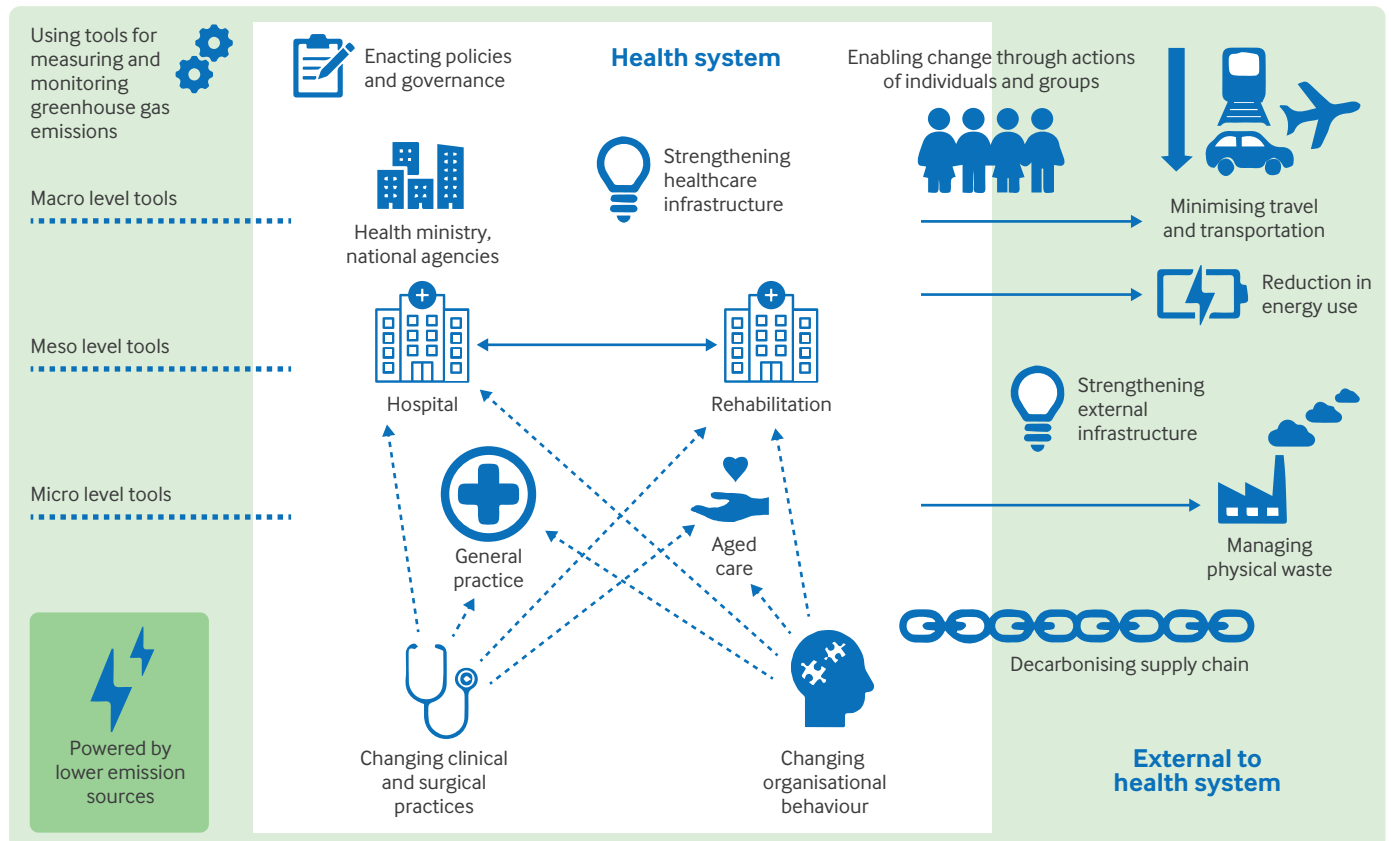 Using tools for
measuring and
monitoring
greenhouse gas
emissions
Macro level tools
Meso level tools
Micro level tools
Powered by
lower emission
sources
Enacting policies
and governance
Health system
Strengthening
healthcare
infrastructure
Health ministry,
national agencies
Hospital
Rehabilitation
General
practice
Aged
care
Changing clinical
and surgical
practices
Changing
organisational
behaviour
Enabling change through actions
of individuals and groups
Minimising travel
and transportation
Reduction in
energy use
Strengthening
external
infrastructure
Managing
physical waste
Decarbonising supply chain
External to
health system